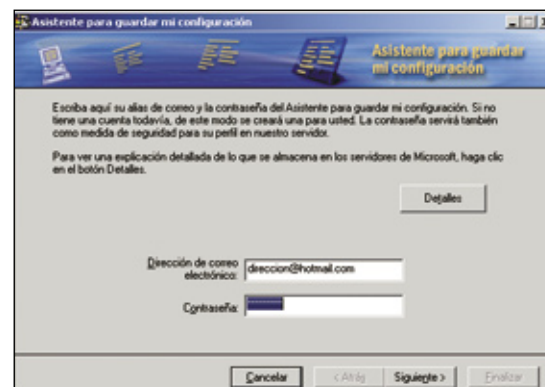 Asistente para guardar mi configuración
Asistente para guardar
mi configuración
Escriba aquí su alias de correo y la contraseña del Asistente para guardar mi configuración. Si no
tiene una cuenta todavía, de este modo se creará una para usted. La contraseña servirá también
como medida de seguridad para su perfil en nuestro servidor.
Para ver una explicación detallada de lo que se almacena en los servidores de Microsoft, haga clic
en el botón Detalles.
Detalles
Dirección de correo
electrónico:
direccion@hotmail.com
Contraseña:
Cancelar
< Atrás
Siguiente >
Finalizar